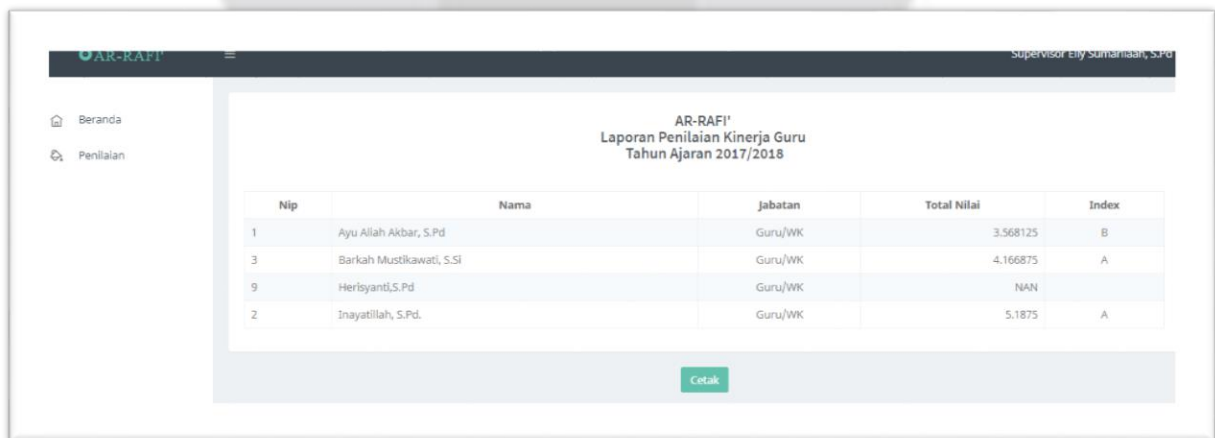 AR-RAFI'
Supervisor Elly Sumarliaan, S.Pd
Beranda
Penilaian
AR-RAFI'
Laporan Penilaian Kinerja Guru
Tahun Ajaran 2017/2018
Nip Nama Jabatan Total Nilai Index
1 Ayu Aliah Akbar, S.Pd Guru/WK 3.568125 B
3 Barkah Mustikawati, S.Si Guru/WK 4.166875 A
9 Herisyanti,S.Pd Guru/WK NAN
2 Inayatillah, S.Pd. Guru/WK 5.1875 A
Cetak